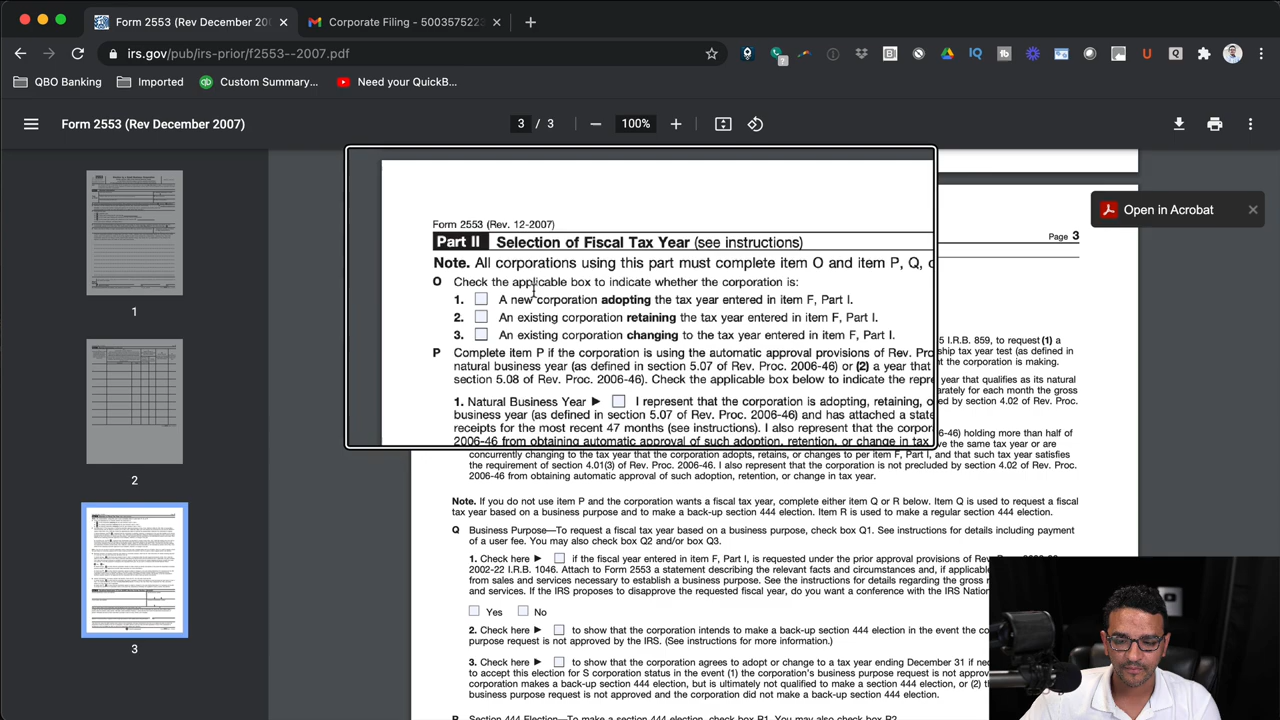 Form 2553 (Rev December 200
Corporate Filing - 5003575223
irs.gov/pub/irs-prior/f2553--2007.pdf
QBO Banking
Imported
Custom Summary...
Need your QuickB...
Form 2553 (Rev December 2007)
3 / 3
100%
Open in Acrobat
1
2
3
Page 3
Form 2553 (Rev. 12-2007)
Part II Selection of Fiscal Tax Year (see instructions)
Note. All corporations using this part must complete item O and item P, Q, o
O Check the applicable box to indicate whether the corporation is:
1. A new corporation adopting the tax year entered in item F, Part I.
2. An existing corporation retaining the tax year entered in item F, Part I.
3. An existing corporation changing to the tax year entered in item F, Part I.
P Complete item P if the corporation is using the automatic approval provisions of Rev. Pro
natural business year (as defined in section 5.07 of Rev. Proc. 2006-46) or (2) a year that
section 5.08 of Rev. Proc. 2006-46). Check the applicable box below to indicate the repre
1. Natural Business Year ► I represent that the corporation is adopting, retaining, o
business year (as defined in section 5.07 of Rev. Proc. 2006-46) and has attached a state
receipts for the most recent 47 months (see instructions). I also represent that the corpor
2006-46 from obtaining automatic approval of such adoption, retention, or change in tax
5 I.R.B. 859, to request (1) a
ship tax year test (as defined in
t the corporation is making.
year that qualifies as its natural
arately for each month the gross
ed by section 4.02 of Rev. Proc.
-46) holding more than half of
ve the same tax year or are
concurrently changing to the tax year that the corporation adopts, retains, or changes to per item F, Part I, and that such tax year satisfies
the requirement of section 4.01(3) of Rev. Proc. 2006-46. I also represent that the corporation is not precluded by section 4.02 of Rev. Proc.
2006-46 from obtaining automatic approval of such adoption, retention, or change in tax year.
Note. If you do not use item P and the corporation wants a fiscal tax year, complete either item Q or R below. Item Q is used to request a fiscal
tax year based on a business purpose and to make a back-up section 444 election. Item R is used to make a regular section 444 election.
Q Business Purpose—To request a fiscal tax year based on a business purpose, check box Q1. See instructions for details including payment
of a user fee. You may also check box Q2 and/or box Q3.
1. Check here ► if the fiscal year entered in item F, Part I, is requested under the prior approval provisions of Rev
2002-22 I.R.B. 1046. Attach to Form 2553 a statement describing the relevant facts and circumstances and, if applicable
from sales and services necessary to establish a business purpose. See the instructions for details regarding the gross r
and services. If the IRS proposes to disapprove the requested fiscal year, do you want a conference with the IRS Nation
Yes No
2. Check here ► to show that the corporation intends to make a back-up section 444 election in the event the co
purpose request is not approved by the IRS. (See instructions for more information.)
3. Check here ► to show that the corporation agrees to adopt or change to a tax year ending December 31 if nec
to accept this election for S corporation status in the event (1) the corporation's business purpose request is not approved
corporation makes a back-up section 444 election, but is ultimately not qualified to make a section 444 election, or (2) t
business purpose request is not approved and the corporation did not make a back-up section 444 election.
R Section 444 Election—To make a section 444 election, check box R1. You may also check box R2.